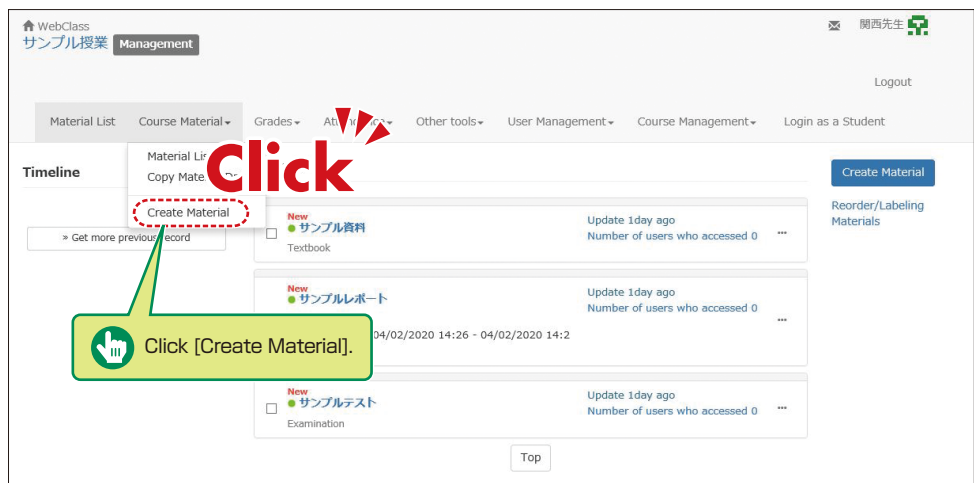 WebClass
サンプル授業 Management
関西先生
Logout
Material List Course Material Grades Other tools User Management Course Management Login as a Student
Click
Timeline
Material
Copy
Create Material
» Get more previous record
New
サンプル資料
Textbook
Update 1day ago
Number of users who accessed 0
...
New
サンプルレポート
04/02/2020 14:26 - 04/02/2020 14:2
Update 1day ago
Number of users who accessed 0
...
Click [Create Material].
New
サンプルテスト
Examination
Update 1day ago
Number of users who accessed 0
...
Top
Create Material
Reorder/Labeling
Materials